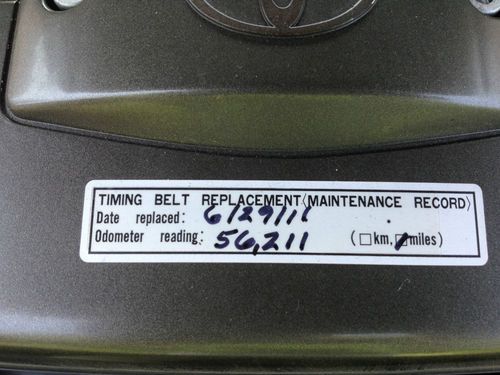 TIMING BELT REPLACEMENT (MAINTENANCE RECORD)
Date replaced: 6/29/11
Odometer reading: 56,211 (☐km, ☑miles)